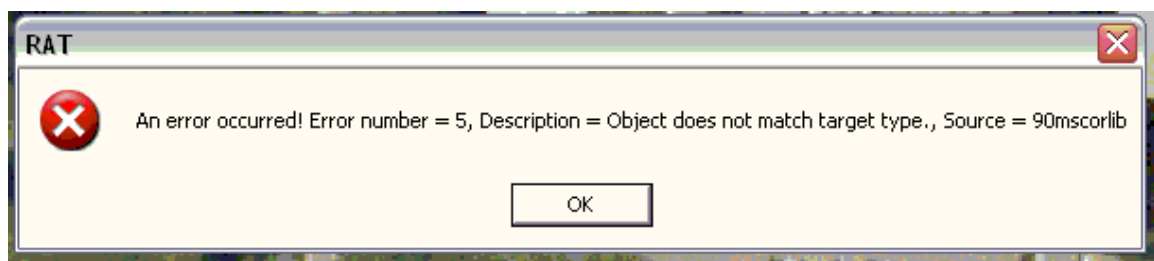 RAT
An error occurred! Error number = 5, Description = Object does not match target type., Source = 90mscorlib
OK